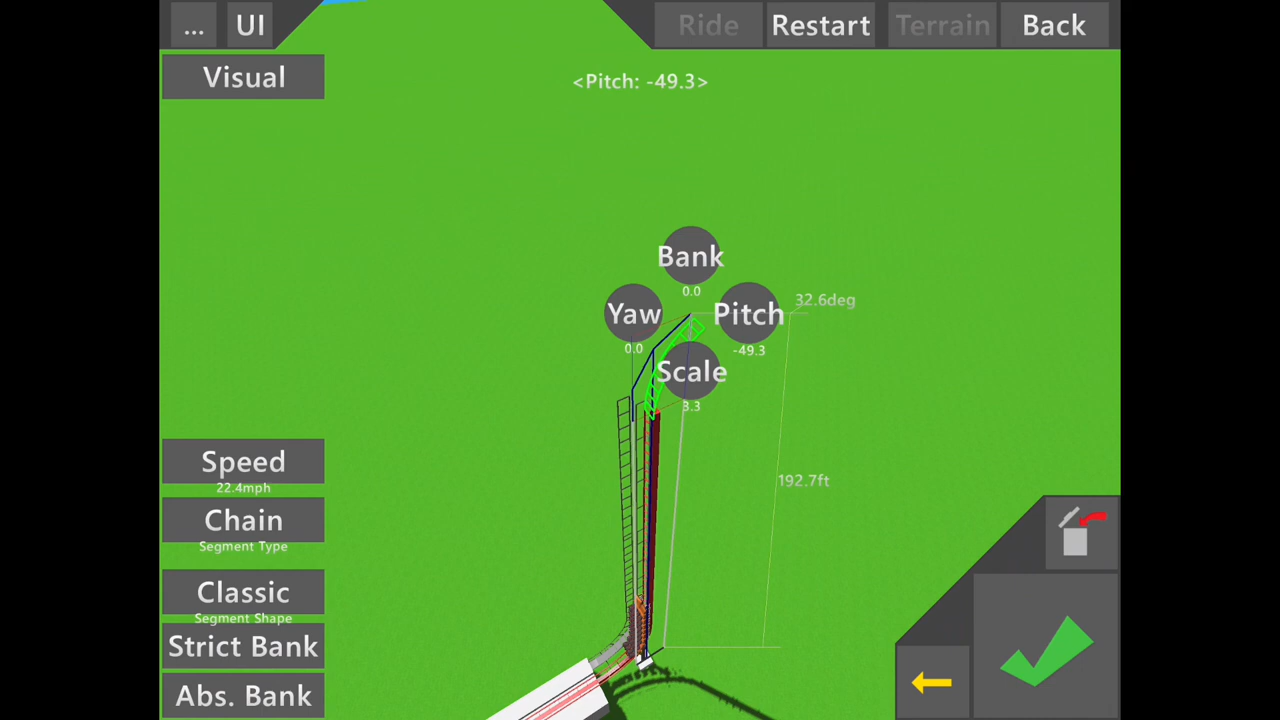 ...
UI
Ride
Restart
Terrain
Back
Visual
<Pitch: -49.3>
Bank
0.0
Yaw
0.0
Pitch
-49.3
32.6deg
Scale
3.3
192.7ft
Speed
22.4mph
Chain
Segment Type
Classic
Segment Shape
Strict Bank
Abs. Bank